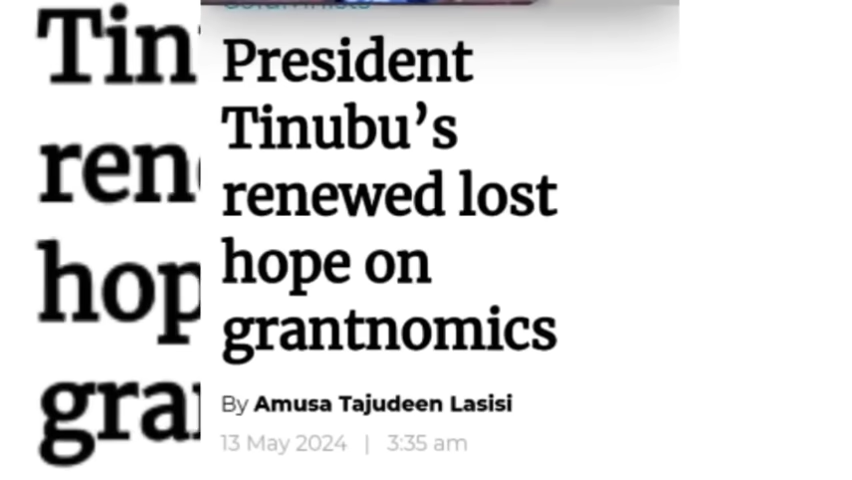 President
Tinubu’s
renewed lost
hope on
grantnomics
By Amusa Tajudeen Lasisi
13 May 2024 | 3:35 am